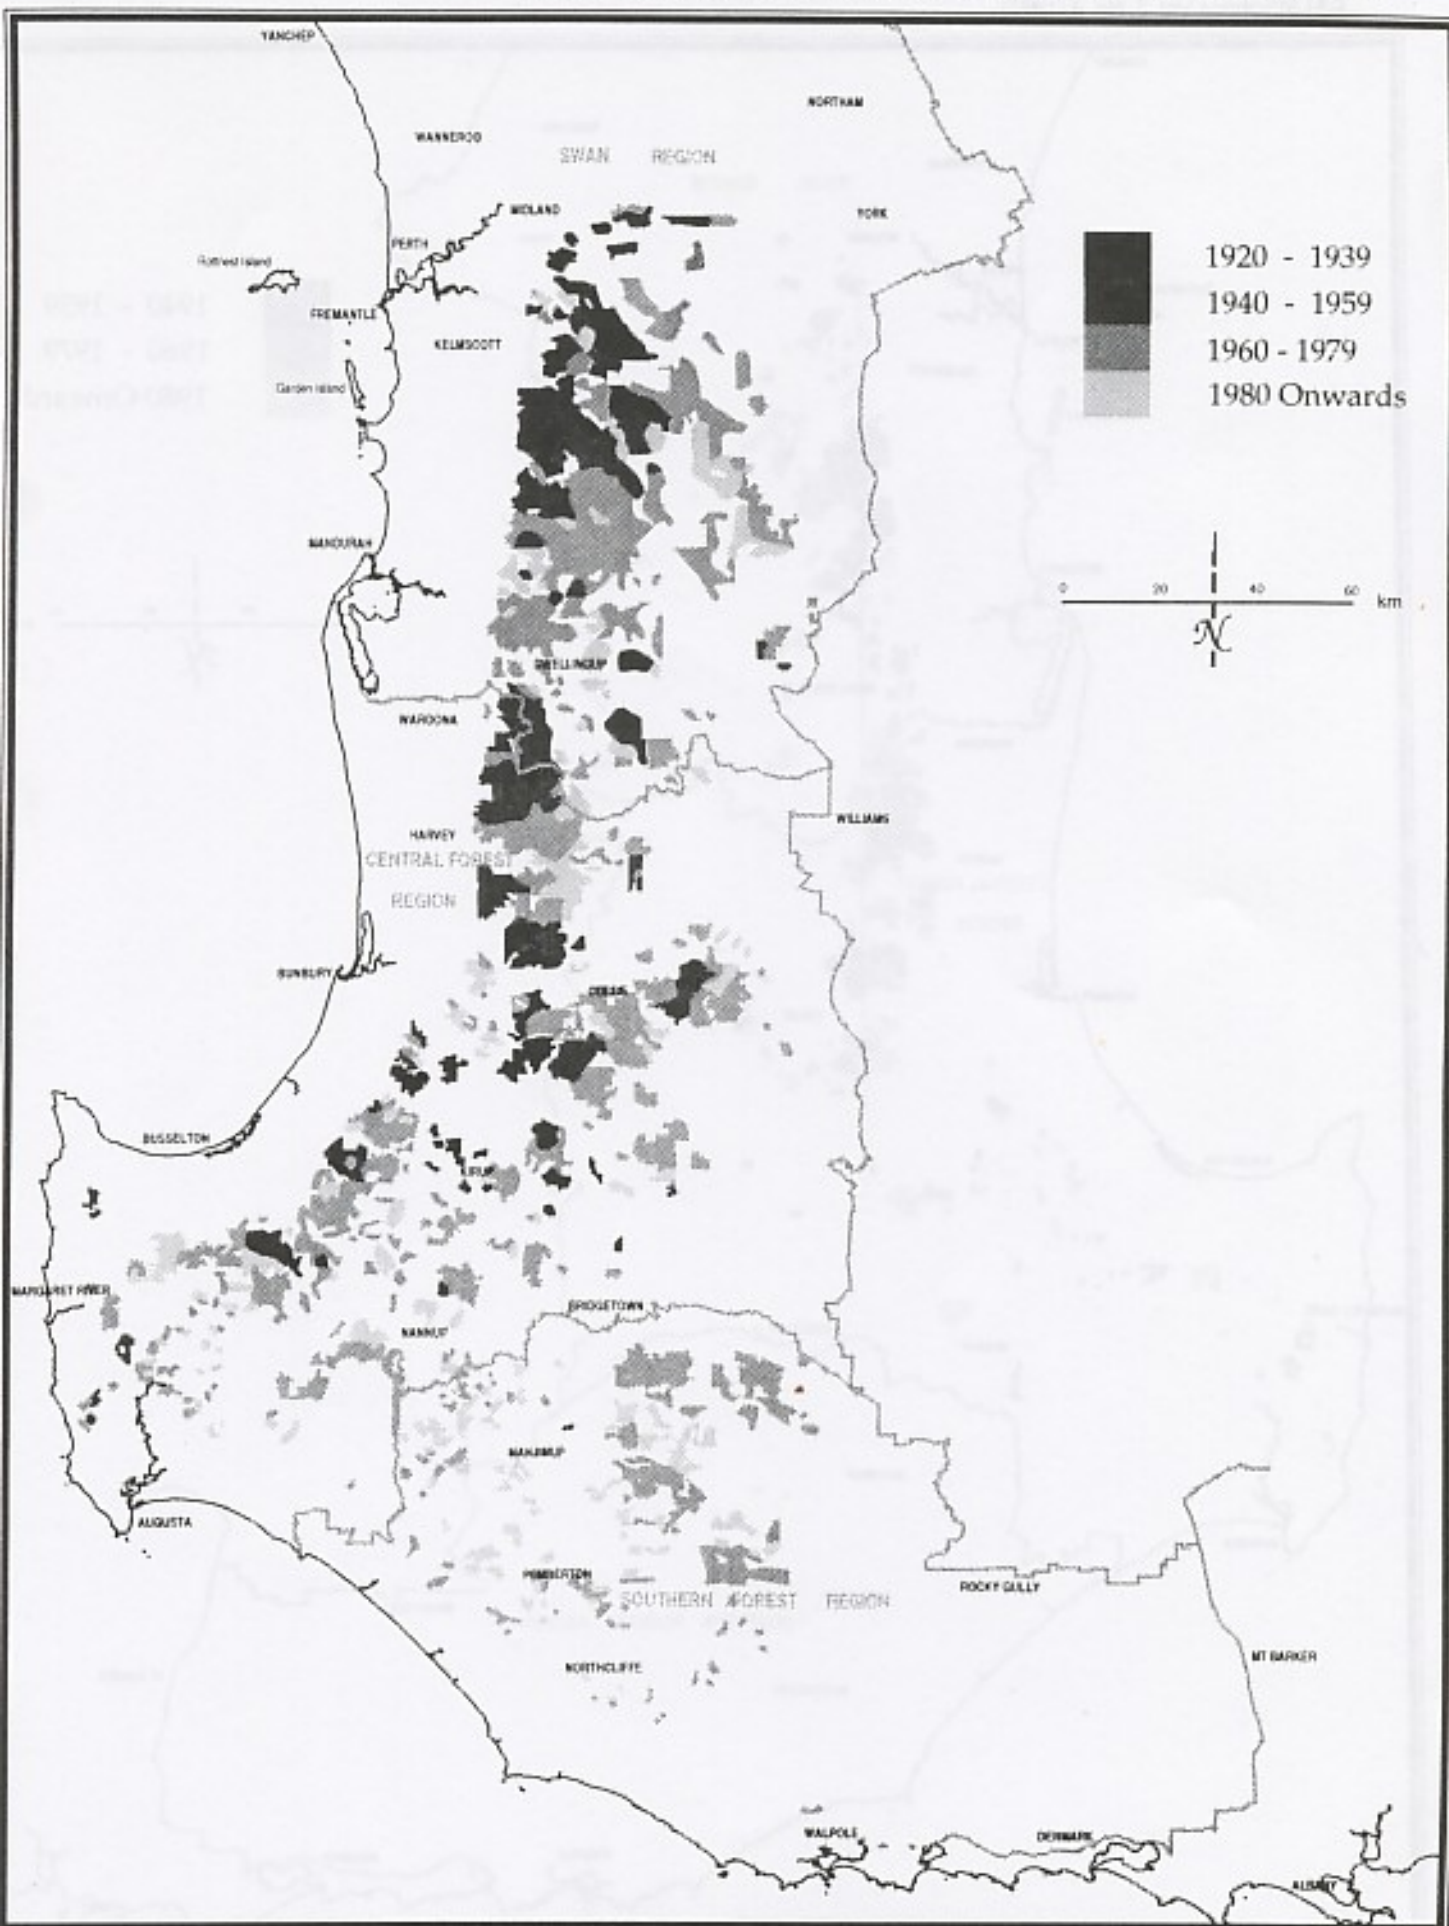 YANCHEP
NORTHAM
WANNEROO
SWAN REGION
MIDLAND
YORK
PERTH
Rottnest Island
FREMANTLE
KELMSCOTT
Garden Island
1920 - 1939
1940 - 1959
1960 - 1979
1980 Onwards
MANDURAH
0 20 40 60 km
N
DWELLINGUP
WAROONA
WILLIAMS
HARVEY
CENTRAL FOREST
REGION
BUNBURY
COLLIE
BUSSELTON
KIRUP
MARGARET RIVER
BRIDGETOWN
NANNUP
MANJIMUP
AUGUSTA
PEMBERTON
SOUTHERN FOREST REGION
ROCKY GULLY
NORTHCLIFFE
MT BARKER
WALPOLE
DENMARK
ALBANY